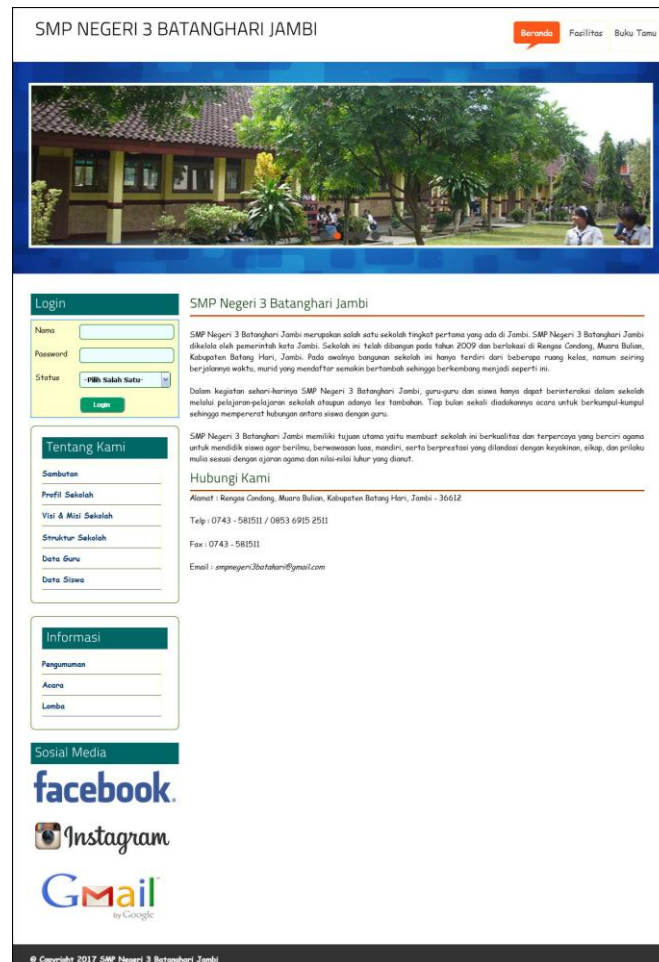 SMP NEGERI 3 BATANGHARI JAMBI
Beranda Fasilitas Buku Tamu
Login
Nama
Password
Status -Pilih Salah Satu-
Login
Tentang Kami
Sambutan
Profil Sekolah
Visi & Misi Sekolah
Struktur Sekolah
Data Guru
Data Siswa
Informasi
Pengumuman
Acara
Lomba
Sosial Media
facebook.
Instagram
GMail
by Google
SMP Negeri 3 Batanghari Jambi
SMP Negeri 3 Batanghari Jambi merupakan salah satu sekolah tingkat pertama yang ada di Jambi. SMP Negeri 3 Batanghari Jambi
dikelola oleh pemerintah kota Jambi. Sekolah ini telah dibangun pada tahun 2009 dan berlokasi di Rengas Condong, Muara Bulian,
Kabupaten Batang Hari, Jambi. Pada awalnya bangunan sekolah ini hanya terdiri dari beberapa ruang kelas, namun seiring
berjalannya waktu, murid yang mendaftar semakin bertambah sehingga berkembang menjadi seperti ini.
Dalam kegiatan sehari-harinya SMP Negeri 3 Batanghari Jambi, guru-guru dan siswa hanya dapat berinteraksi dalam sekolah
melalui pelajaran-pelajaran sekolah ataupun adanya les tambahan. Tiap bulan sekali diadakannya acara untuk berkumpul-kumpul
sehingga mempererat hubungan antara siswa dengan guru.
SMP Negeri 3 Batanghari Jambi memiliki tujuan utama yaitu membuat sekolah ini berkualitas dan terpercaya yang berciri agama
untuk mendidik siswa agar berilmu, berwawasan luas, mandiri, serta berprestasi yang dilandasi dengan keyakinan, sikap, dan prilaku
mulia sesuai dengan ajaran agama dan nilai-nilai luhur yang dianut.
Hubungi Kami
Alamat : Rengas Condong, Muara Bulian, Kabupaten Batang Hari, Jambi - 36612
Telp : 0743 - 581511 / 0853 6915 2511
Fax : 0743 - 581511
Email : smpnegeri3batahari@gmail.com
© Copyright 2017 SMP Negeri 3 Batanghari Jambi